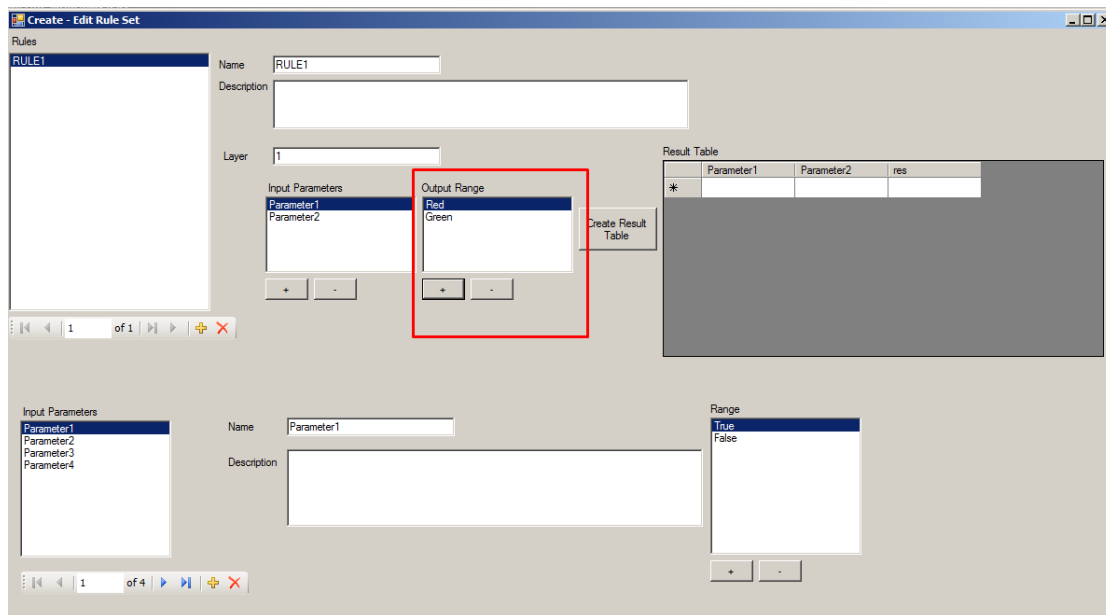 Create - Edit Rule Set
Rules
RULE1
Name RULE1
Description
Layer 1
Input Parameters
Parameter1
Parameter2
+ -
Output Range
Red
Green
+ -
Create Result
Table
Result Table
Parameter1 Parameter2 res
1 of 1
Input Parameters
Parameter1
Parameter2
Parameter3
Parameter4
1 of 4
Name Parameter1
Description
Range
True
False
+ -